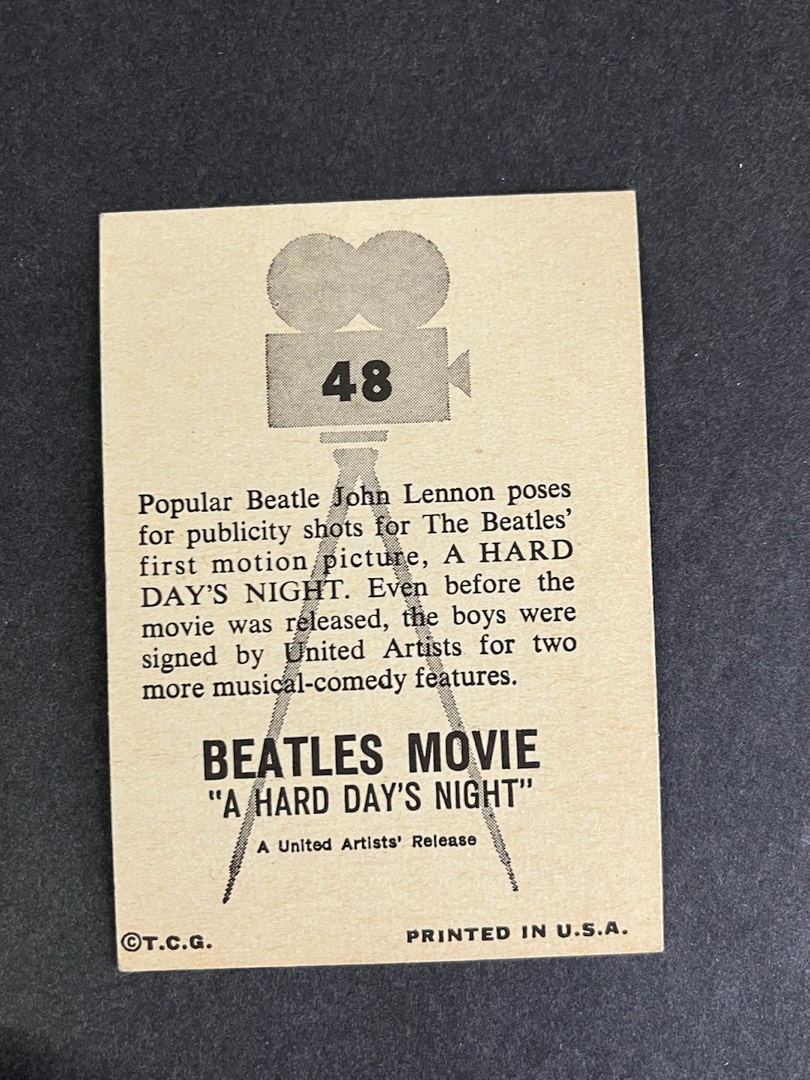 48
Popular Beatle John Lennon poses
for publicity shots for The Beatles'
first motion picture, A HARD
DAY'S NIGHT. Even before the
movie was released, the boys were
signed by United Artists for two
more musical-comedy features.
BEATLES MOVIE
"A HARD DAY'S NIGHT"
A United Artists' Release
©T.C.G. PRINTED IN U.S.A.